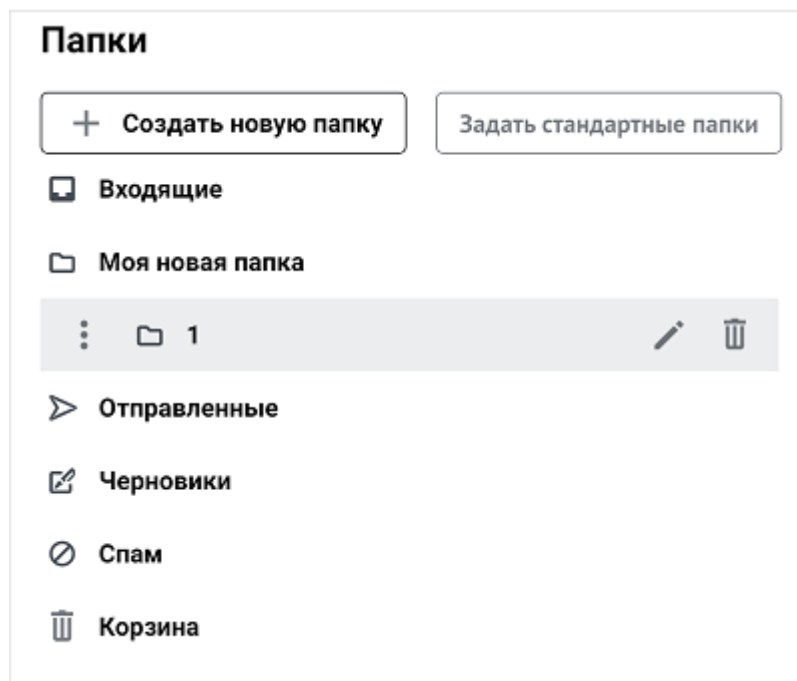 Папки
Создать новую папку
Задать стандартные папки
Входящие
Моя новая папка
1
Отправленные
Черновики
Спам
Корзина